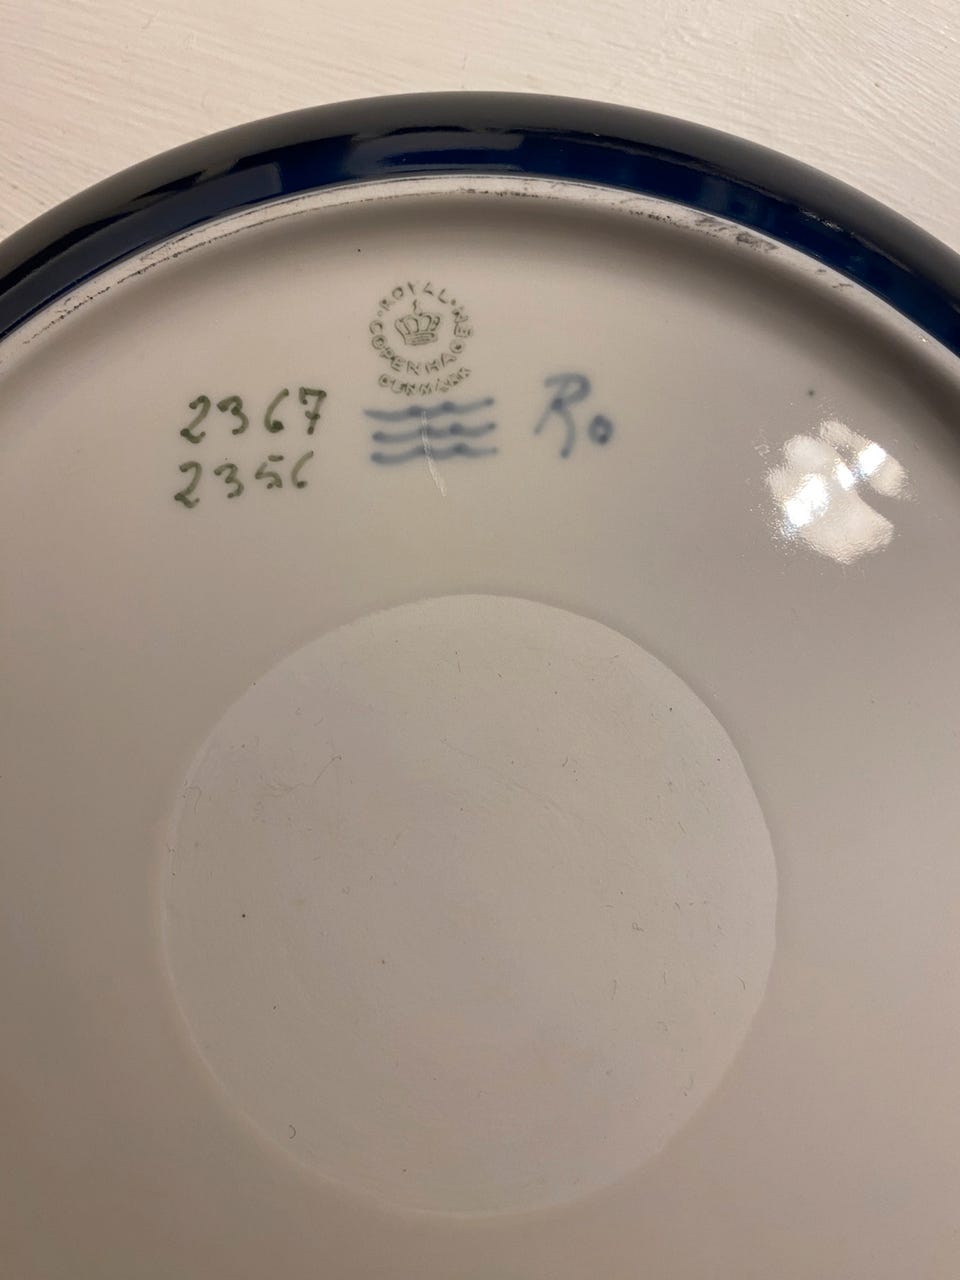 ROYAL COPENHAGEN
DENMARK
2367
2356
Ro